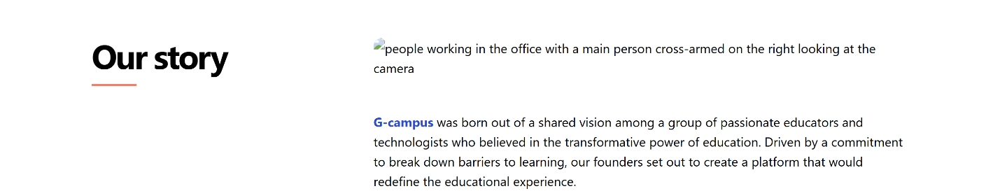 Our story
people working in the office with a main person cross-armed on the right looking at the
camera
G-campus was born out of a shared vision among a group of passionate educators and
technologists who believed in the transformative power of education. Driven by a commitment
to break down barriers to learning, our founders set out to create a platform that would
redefine the educational experience.